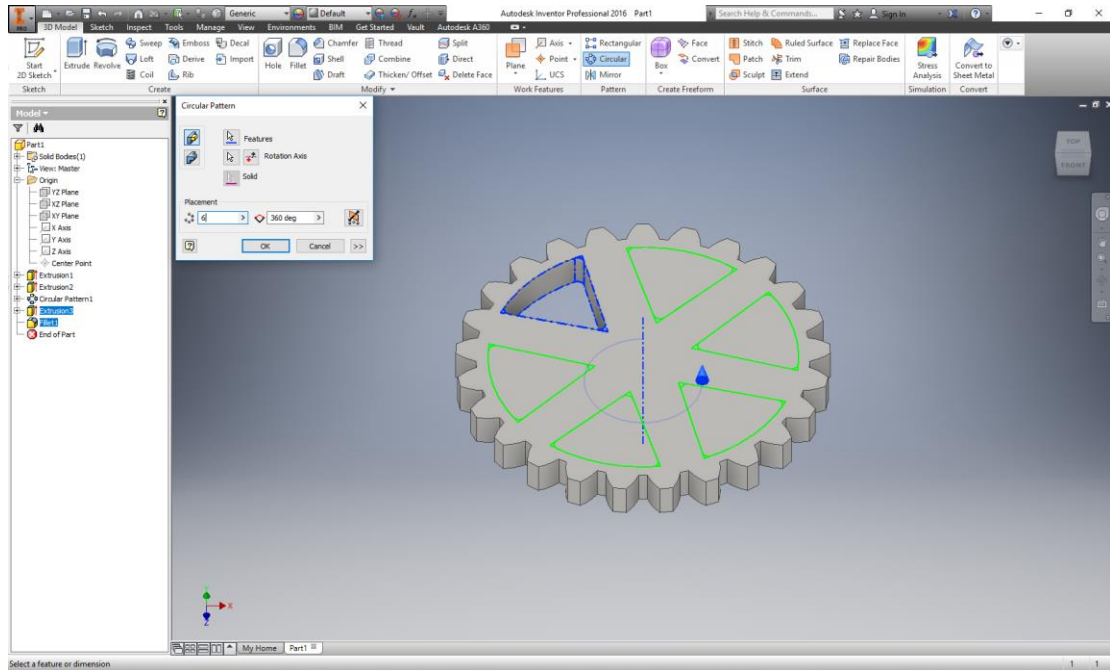 Generic
Default
Autodesk Inventor Professional 2016 Part1
Search Help & Commands...
Sign In
PRO
3D Model Sketch Inspect Tools Manage View Environments BIM Get Started Vault Autodesk A360
Start 2D Sketch
Extrude Revolve
Sweep Emboss Decal
Loft Derive Import
Coil Rib
Hole Fillet
Chamfer Thread Split
Shell Combine Direct
Draft Thicken/ Offset Delete Face
Plane
Axis
Point
UCS
Rectangular
Circular
Mirror
Box
Face
Convert
Stitch Ruled Surface Replace Face
Patch Trim Repair Bodies
Sculpt Extend
Stress Analysis
Convert to Sheet Metal
Sketch Create Modify Work Features Pattern Create Freeform Surface Simulation Convert
Model
Part1
Solid Bodies(1)
View: Master
Origin
YZ Plane
XZ Plane
XY Plane
X Axis
Y Axis
Z Axis
Center Point
Extrusion1
Extrusion2
Circular Pattern1
Extrusion3
Fillet1
End of Part
Circular Pattern
Features
Rotation Axis
Solid
Placement
6
360 deg
OK Cancel >>
TOP
FRONT
Y
X
Z
My Home Part1
Select a feature or dimension
1 1